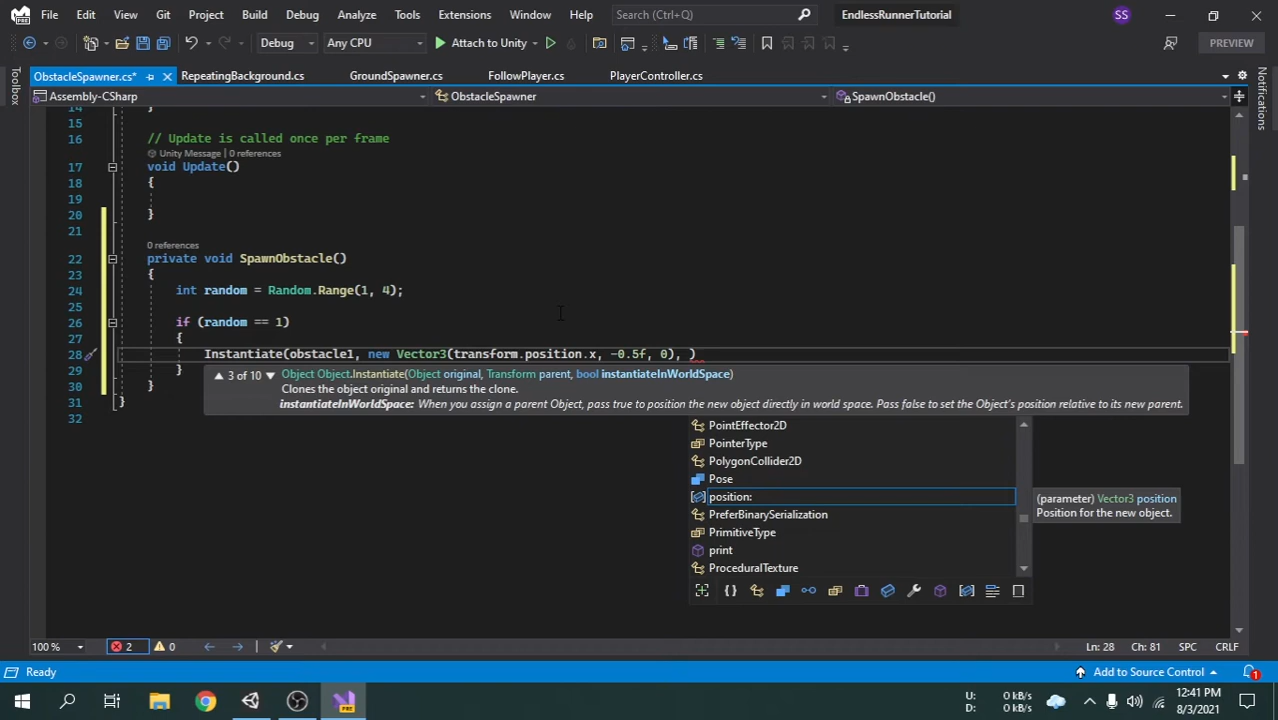 File Edit View Git Project Build Debug Analyze Tools Extensions Window Help Search (Ctrl+Q) EndlessRunnerTutorial SS
Debug Any CPU Attach to Unity PREVIEW
ObstacleSpawner.cs* RepeatingBackground.cs GroundSpawner.cs FollowPlayer.cs PlayerController.cs
Assembly-CSharp ObstacleSpawner SpawnObstacle()
Toolbox
Notifications
14 }
15
16 // Update is called once per frame
Unity Message | 0 references
17 void Update()
18 {
19
20 }
21
0 references
22 private void SpawnObstacle()
23 {
24 int random = Random.Range(1, 4);
25
26 if (random == 1)
27 {
28 Instantiate(obstacle1, new Vector3(transform.position.x, -0.5f, 0), )
29 }
30 }
31 }
32
3 of 10 Object Object.Instantiate(Object original, Transform parent, bool instantiateInWorldSpace)
Clones the object original and returns the clone.
instantiateInWorldSpace: When you assign a parent Object, pass true to position the new object directly in world space. Pass false to set the Object's position relative to its new parent.
PointEffector2D
PointerType
PolygonCollider2D
Pose
position:
PreferBinarySerialization
PrimitiveType
print
ProceduralTexture
(parameter) Vector3 position
Position for the new object.
100 % 2 0 Ln: 28 Ch: 81 SPC CRLF
Ready Add to Source Control 1
PRE
U: 0 kB/s
D: 0 kB/s
12:41 PM
8/3/2021